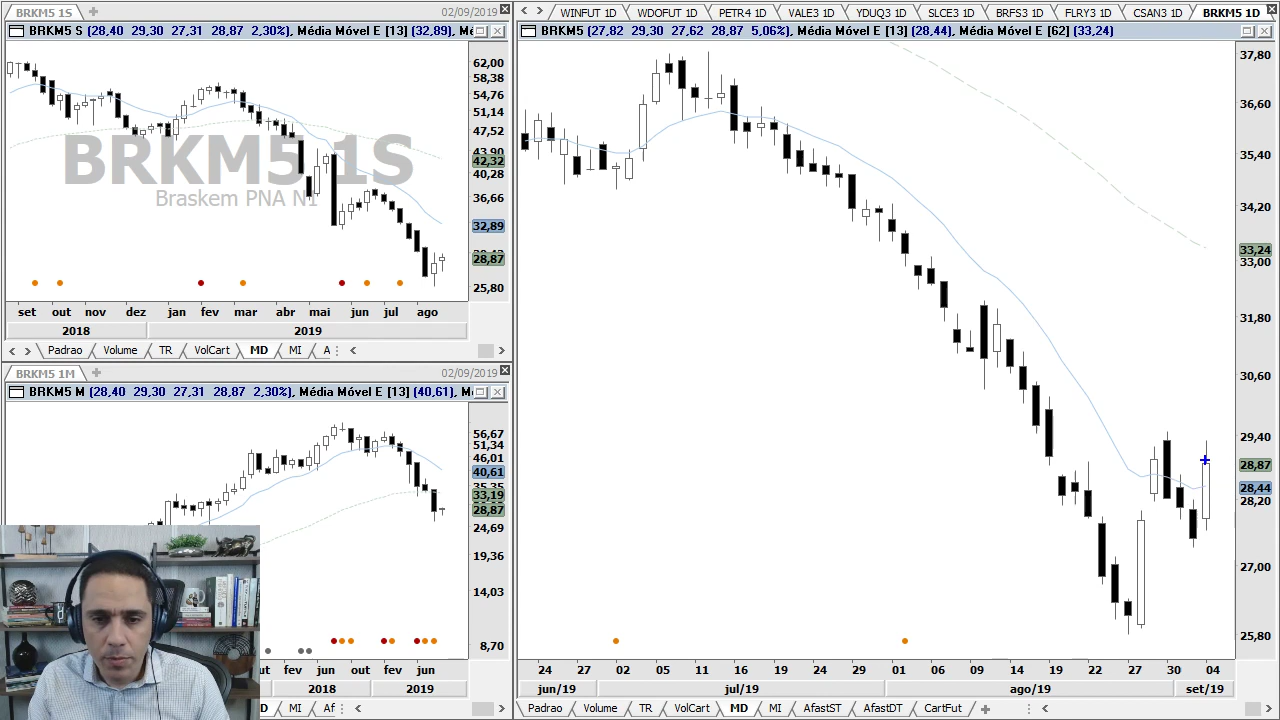 BRKM5 1S
02/09/2019
BRKM5 S (28,40 29,30 27,31 28,87 2,30%), Média Móvel E [13] (32,89), M
62,00
58,38
54,76
51,14
47,52
43,90
42,32
40,28
36,66
32,89
28,87
25,80
BRKM5 1S
Braskem PNA N1
set out nov dez jan fev mar abr mai jun jul ago
2018 2019
Padrao Volume TR VolCart MD MI A
BRKM5 1M
02/09/2019
BRKM5 M (28,40 29,30 27,31 28,87 2,30%), Média Móvel E [13] (40,61), M
56,67
51,34
46,01
40,61
35,35
33,19
28,87
24,69
19,36
14,03
8,70
ut fev jun out fev jun
2018 2019
D MI Af
WINFUT 1D WDOFUT 1D PETR4 1D VALE3 1D YDUQ3 1D SLCE3 1D BRFS3 1D FLRY3 1D CSAN3 1D BRKM5 1D
BRKM5 (27,82 29,30 27,62 28,87 5,06%), Média Móvel E [13] (28,44), Média Móvel E [62] (33,24)
37,80
36,60
35,40
34,20
33,24
33,00
31,80
30,60
29,40
28,87
28,44
28,20
27,00
25,80
24 27 02 05 11 16 19 24 29 01 06 09 14 19 22 27 30 04
jun/19 jul/19 ago/19 set/19
Padrao Volume TR VolCart MD MI AfastST AfastDT CartFut